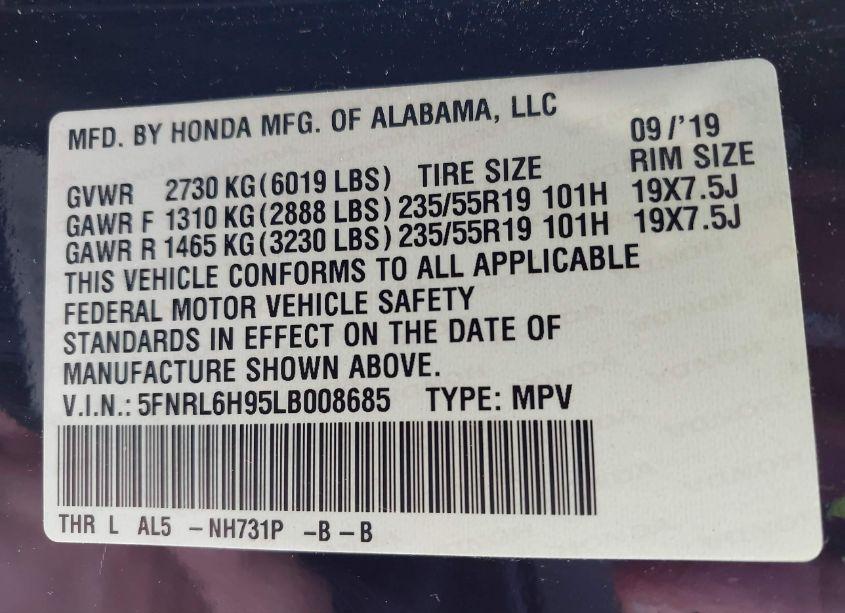 MFD. BY HONDA MFG. OF ALABAMA, LLC 09/'19
GVWR 2730 KG (6019 LBS) TIRE SIZE RIM SIZE
GAWR F 1310 KG (2888 LBS) 235/55R19 101H 19X7.5J
GAWR R 1465 KG (3230 LBS) 235/55R19 101H 19X7.5J
THIS VEHICLE CONFORMS TO ALL APPLICABLE
FEDERAL MOTOR VEHICLE SAFETY
STANDARDS IN EFFECT ON THE DATE OF
MANUFACTURE SHOWN ABOVE.
V.I.N.: 5FNRL6H95LB008685 TYPE: MPV
THR L AL5 – NH731P – B – B